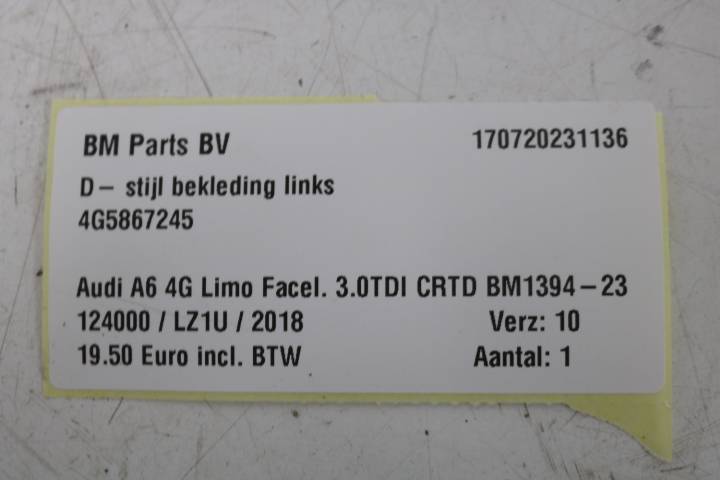 BM Parts BV 170720231136
D- stijl bekleding links
4G5867245
Audi A6 4G Limo Facel. 3.0TDI CRTD BM1394-23
124000 / LZ1U / 2018 Verz: 10
19.50 Euro incl. BTW Aantal: 1